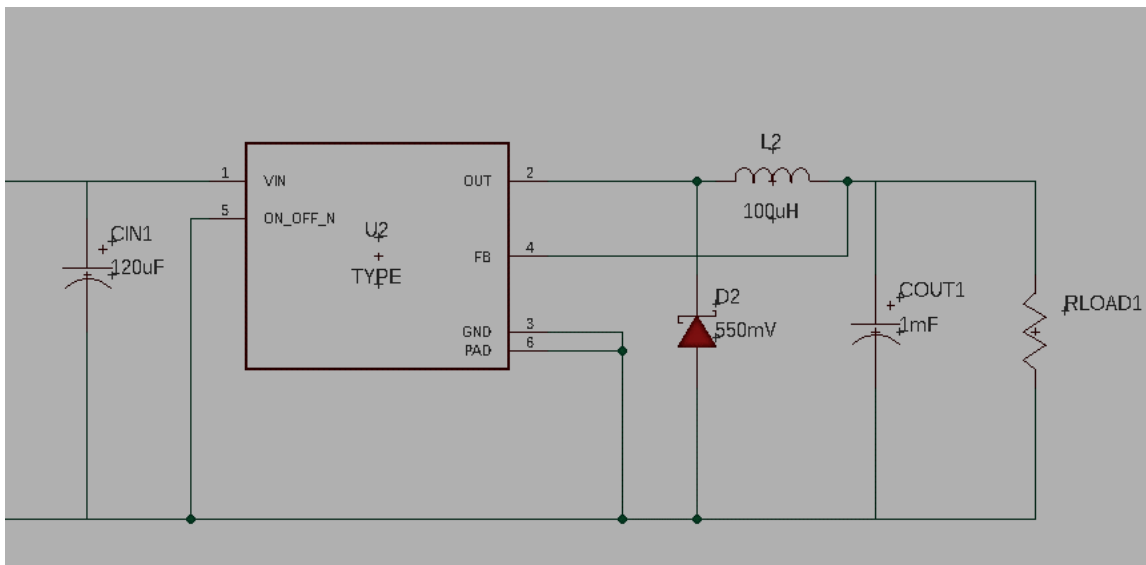 L2
1
VIN
OUT
2
100uH
5
ON_OFF_N
U2
CIN1
120uF
TYPE
FB
4
D2
550mV
COUT1
1mF
RLOAD1
GND
3
PAD
6